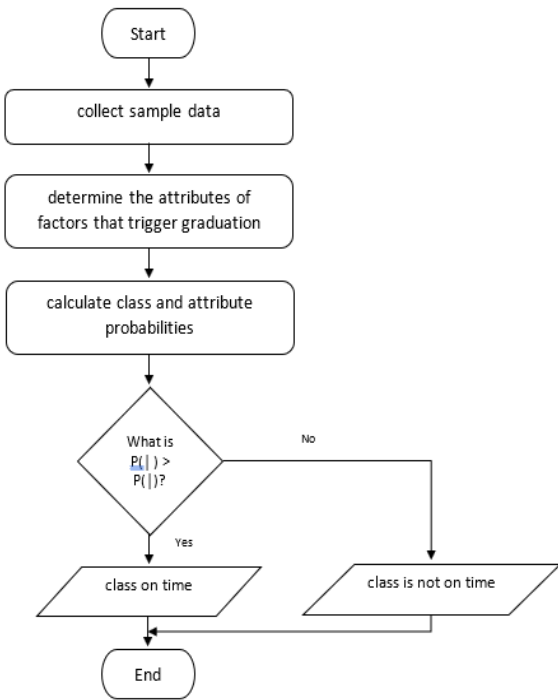 Start
collect sample data
determine the attributes of
factors that trigger graduation
calculate class and attribute
probabilities
What is
P(|) >
P(|)?
No
Yes
class on time
class is not on time
End